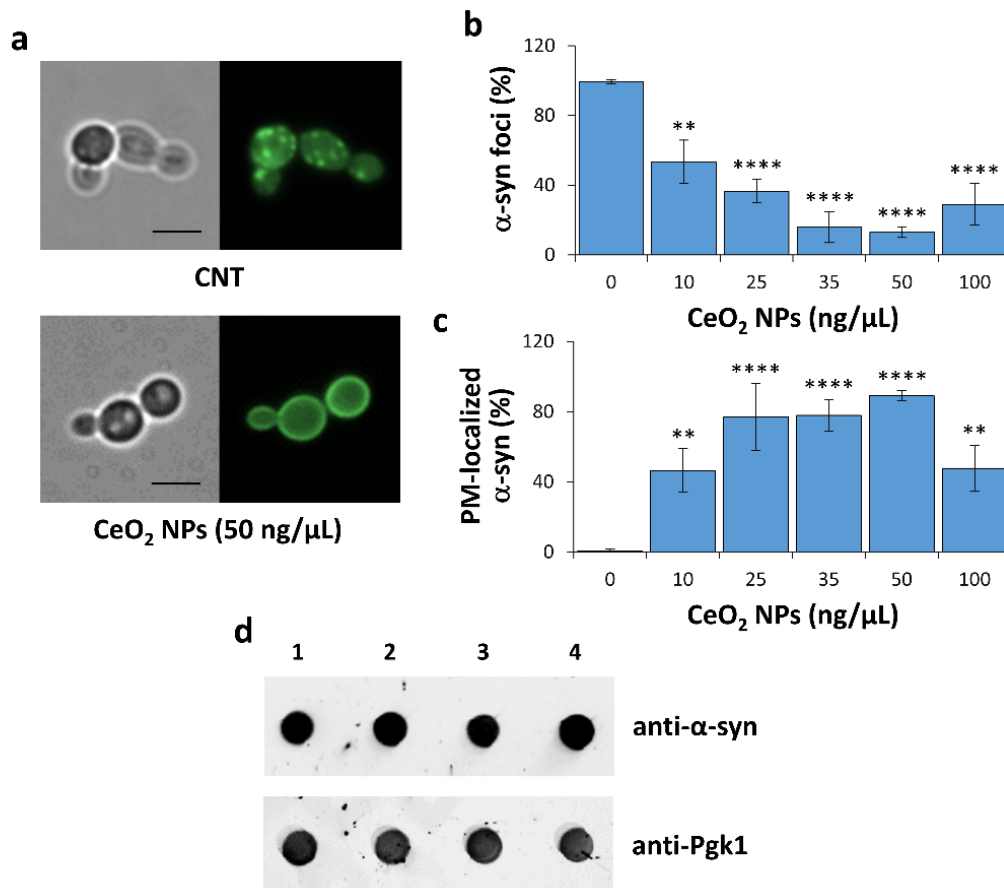 a
CNT
CeO₂ NPs (50 ng/µL)
b
α-syn foci (%)
120
80
40
0
**
****
****
****
****
0 10 25 35 50 100
CeO₂ NPs (ng/µL)
c
PM-localized
α-syn (%)
120
80
40
0
**
****
****
****
**
0 10 25 35 50 100
CeO₂ NPs (ng/µL)
d
1 2 3 4
anti-α-syn
anti-Pgk1